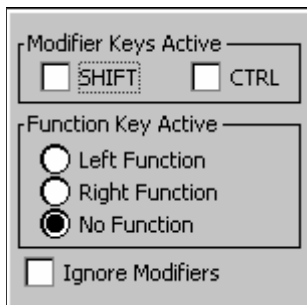 Modifier Keys Active
SHIFT CTRL
Function Key Active
Left Function
Right Function
No Function
Ignore Modifiers